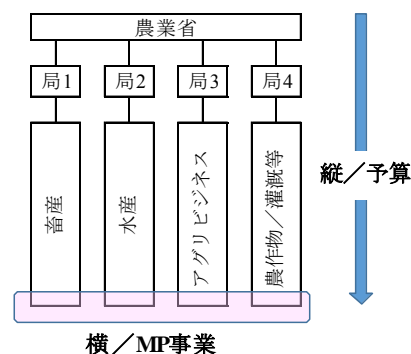 農業省
局1 局2 局3 局4
畜産
水産
アグリビジネス
農作物／灌漑等
縦／予算
横／MP事業